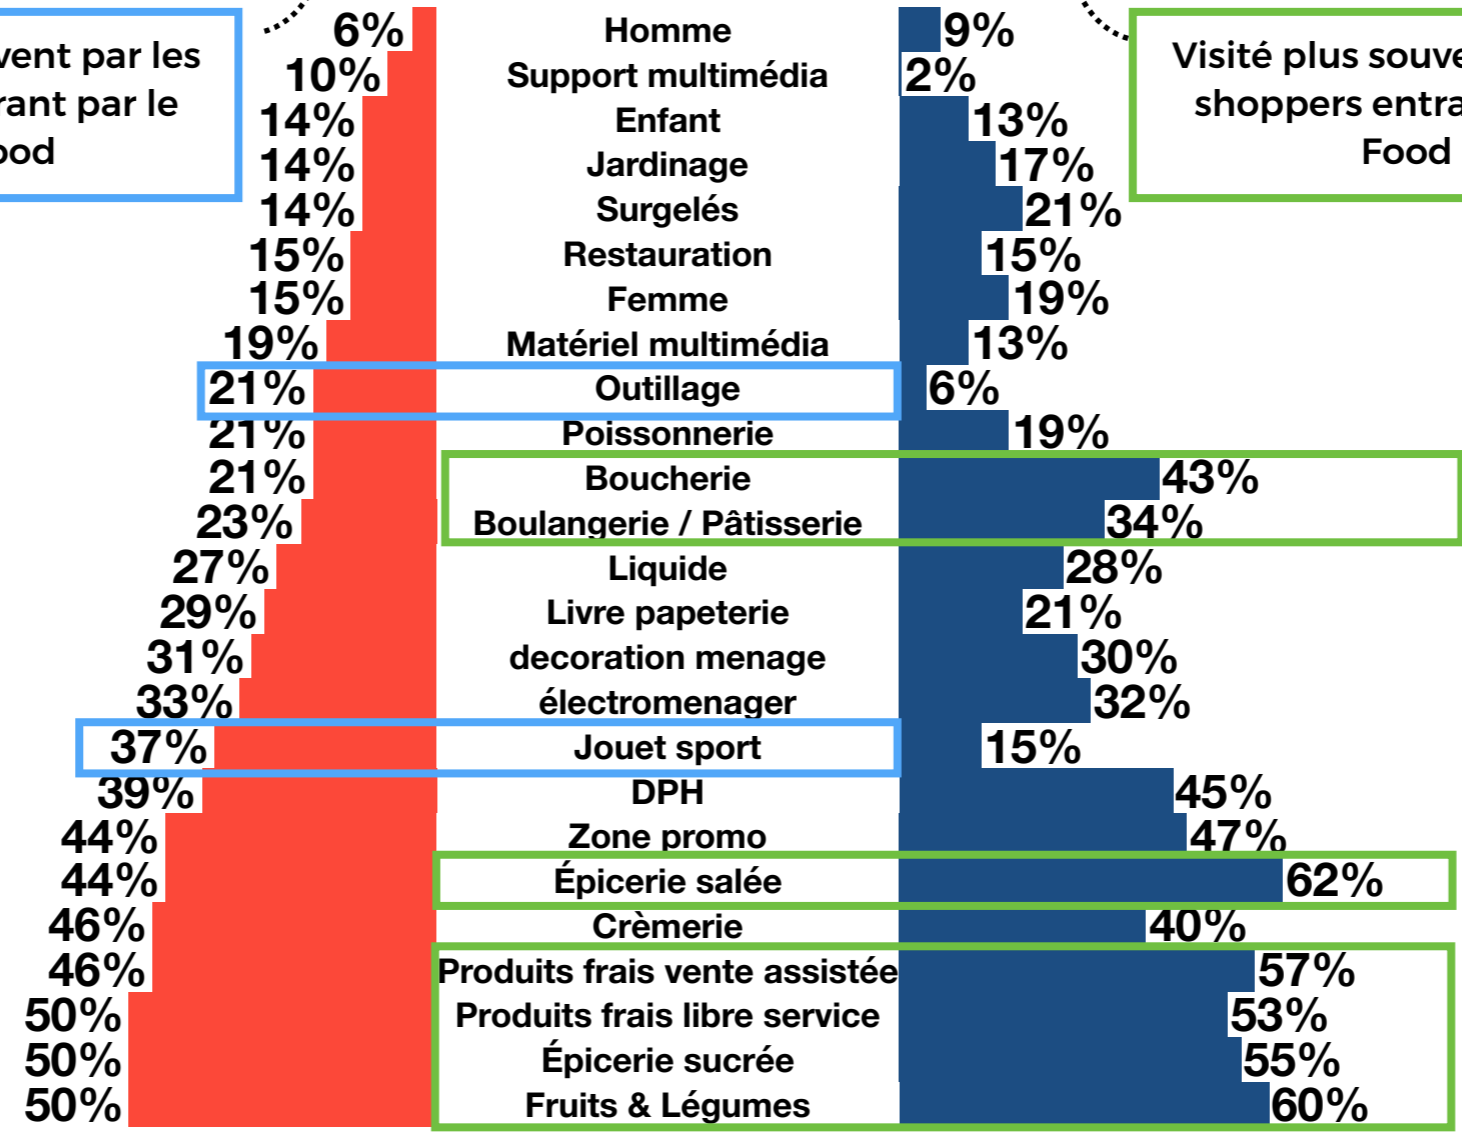 vent par les
rant par le
ood
Visité plus souve
shoppers entra
Food
6% Homme 9%
10% Support multimédia 2%
14% Enfant 13%
14% Jardinage 17%
14% Surgelés 21%
15% Restauration 15%
15% Femme 19%
19% Matériel multimédia 13%
21% Outillage 6%
21% Poissonnerie 19%
21% Boucherie 43%
23% Boulangerie / Pâtisserie 34%
27% Liquide 28%
29% Livre papeterie 21%
31% decoration menage 30%
33% électromenager 32%
37% Jouet sport 15%
39% DPH 45%
44% Zone promo 47%
44% Épicerie salée 62%
46% Crèmerie 40%
46% Produits frais vente assistée 57%
50% Produits frais libre service 53%
50% Épicerie sucrée 55%
50% Fruits & Légumes 60%